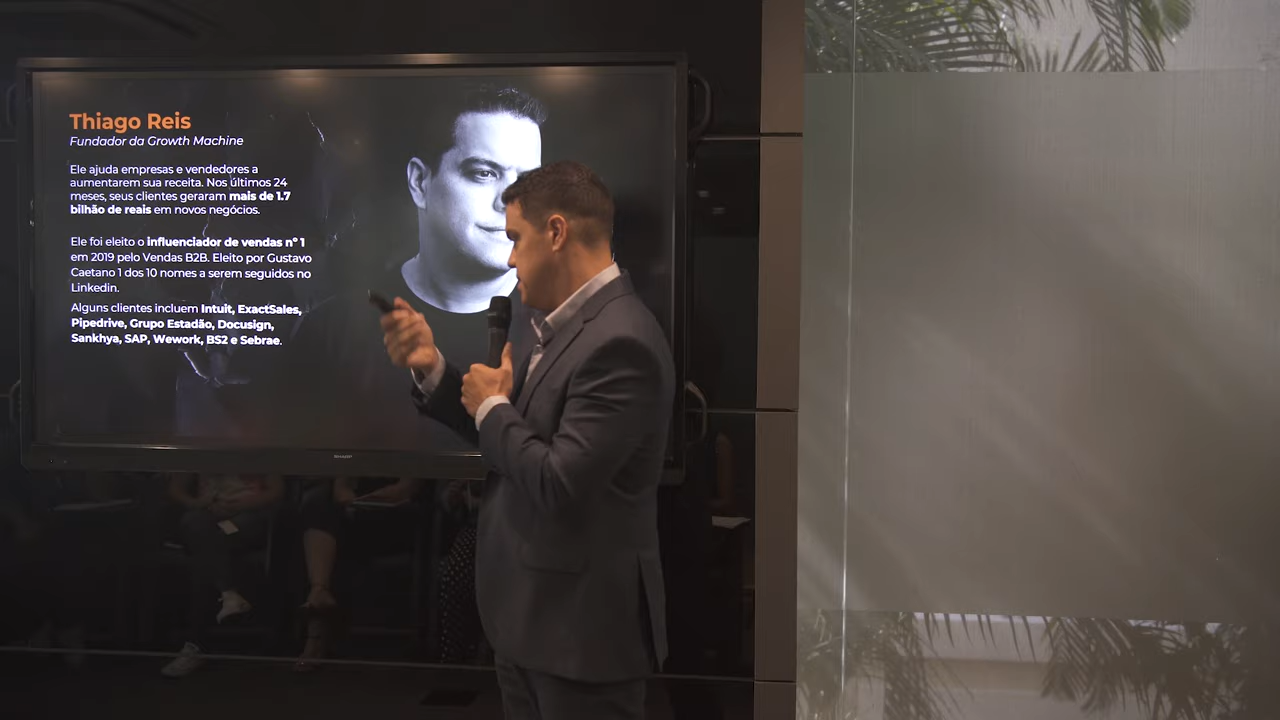 Thiago Reis
Fundador da Growth Machine
Ele ajuda empresas e vendedores a
aumentarem sua receita. Nos últimos 24
meses, seus clientes geraram mais de 1.7
bilhão de reais em novos negócios.
Ele foi eleito o influenciador de vendas nº 1
em 2019 pelo Vendas B2B. Eleito por Gustavo
Caetano 1 dos 10 nomes a serem seguidos no
Linkedin.
Alguns clientes incluem Intuit, ExactSales,
Pipedrive, Grupo Estadão, Docusign,
Sankhya, SAP, Wework, BS2 e Sebrae.